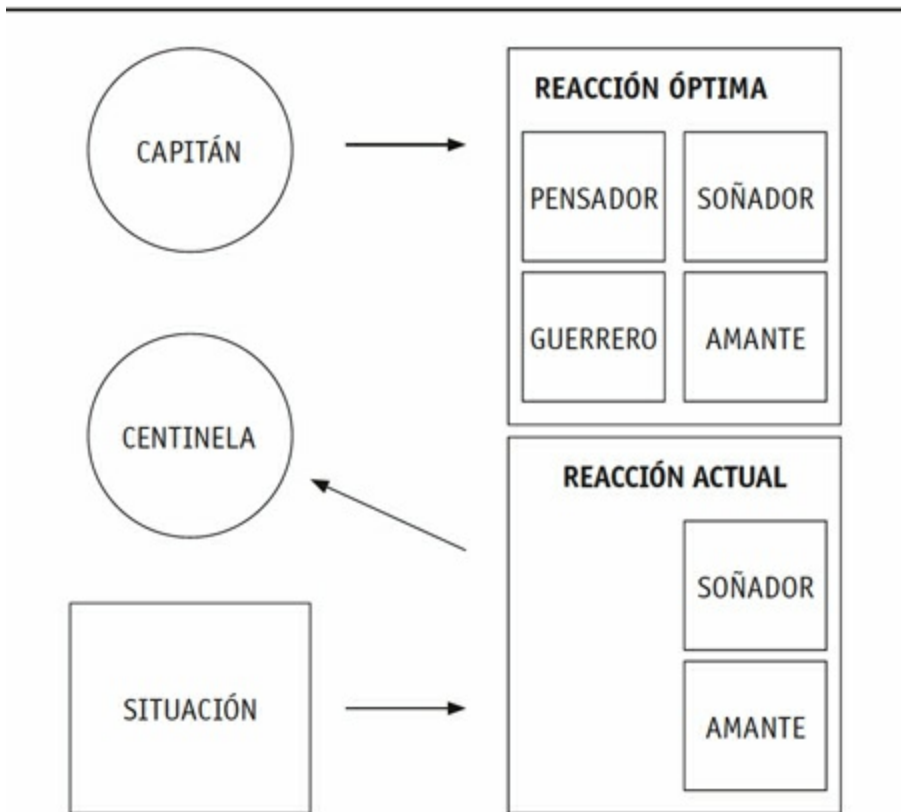 CAPITÁN
REACCIÓN ÓPTIMA
PENSADOR
SOÑADOR
GUERRERO
AMANTE
CENTINELA
REACCIÓN ACTUAL
SOÑADOR
AMANTE
SITUACIÓN